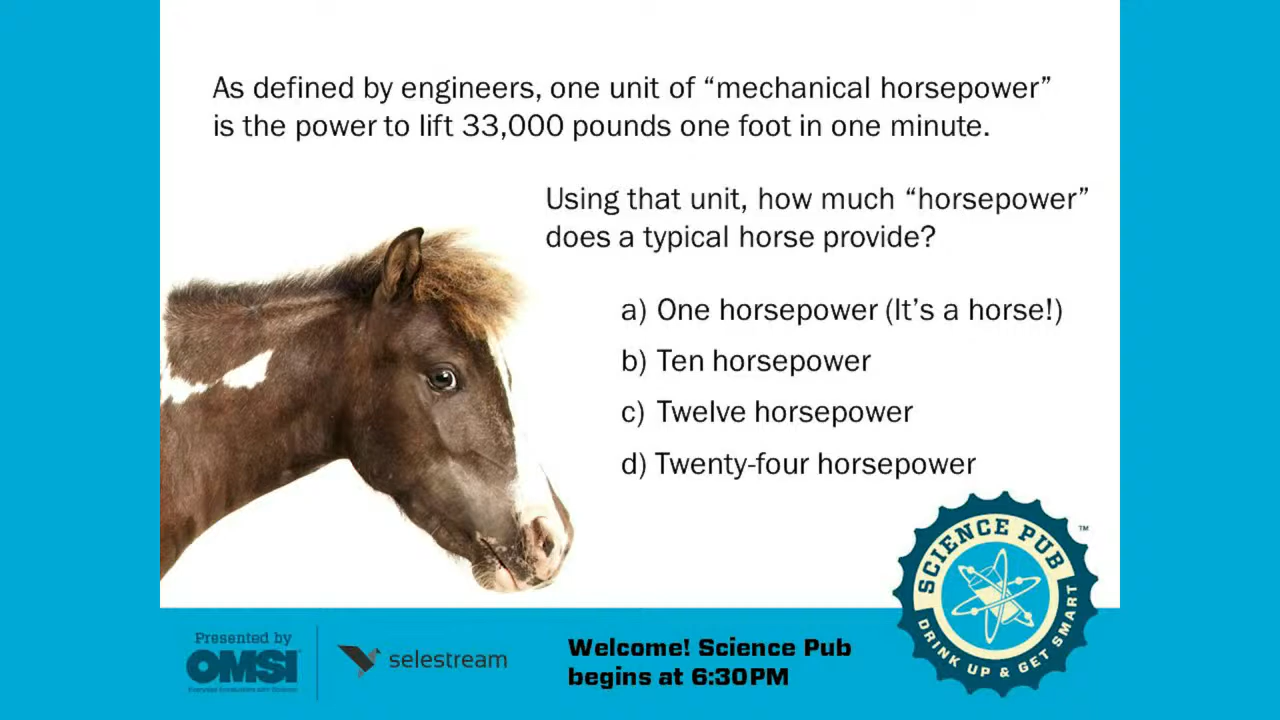 As defined by engineers, one unit of “mechanical horsepower”
is the power to lift 33,000 pounds one foot in one minute.
Using that unit, how much “horsepower”
does a typical horse provide?
a) One horsepower (It’s a horse!)
b) Ten horsepower
c) Twelve horsepower
d) Twenty-four horsepower
SCIENCE PUB
TM
DRINK UP & GET SMART
Presented by
OMSI
selestream
Welcome! Science Pub
begins at 6:30PM